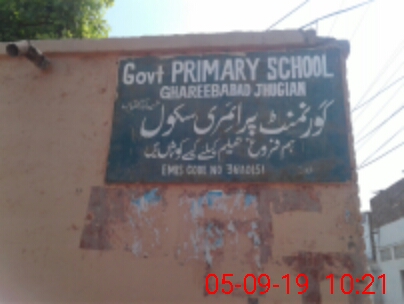 Govt PRIMARY SCHOOL
GHAREEBABAD JHUGIAN
گورنمنٹ پرائمری سکول
ہم فروغ تعلیم کیلئے کوشاں ہیں
EMIS CODE NO
05-09-19 10:21